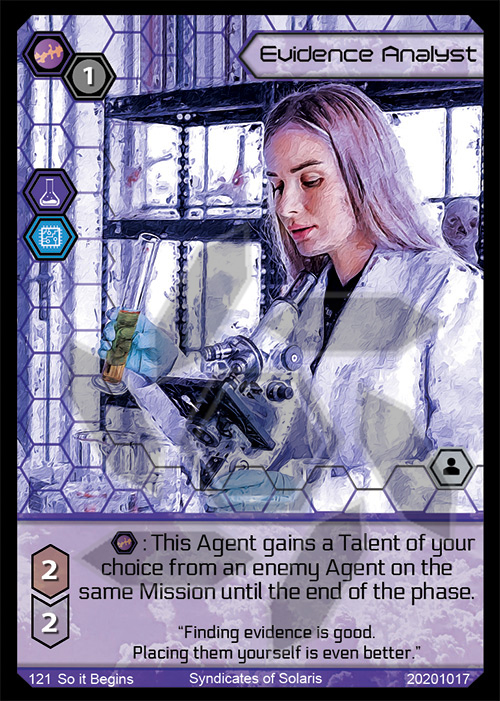 Evidence Analyst
1
: This Agent gains a Talent of your
choice from an enemy Agent on the
same Mission until the end of the phase.
2
2
“Finding evidence is good.
Placing them yourself is even better.”
121 So it Begins Syndicates of Solaris 20201017